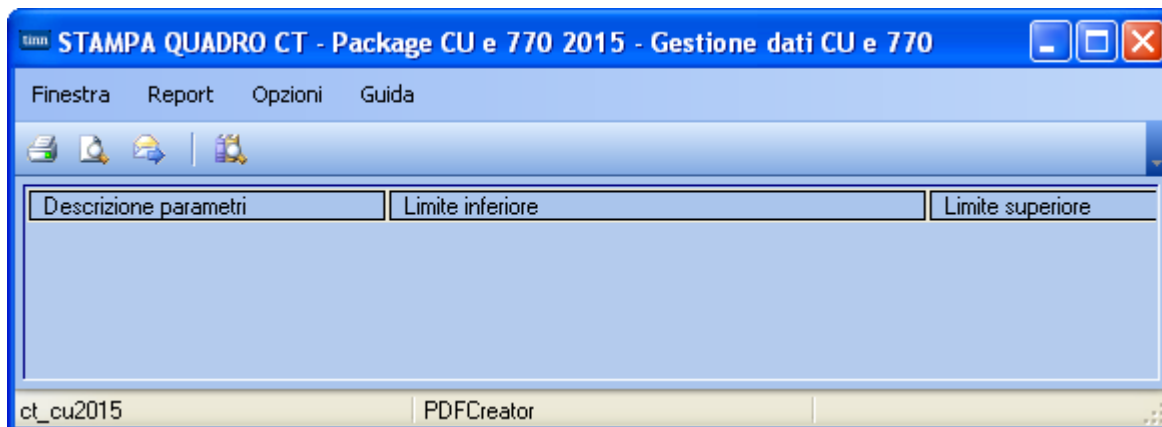 tinn STAMPA QUADRO CT - Package CU e 770 2015 - Gestione dati CU e 770
Finestra Report Opzioni Guida
Descrizione parametri Limite inferiore Limite superiore
ct_cu2015 PDFCreator